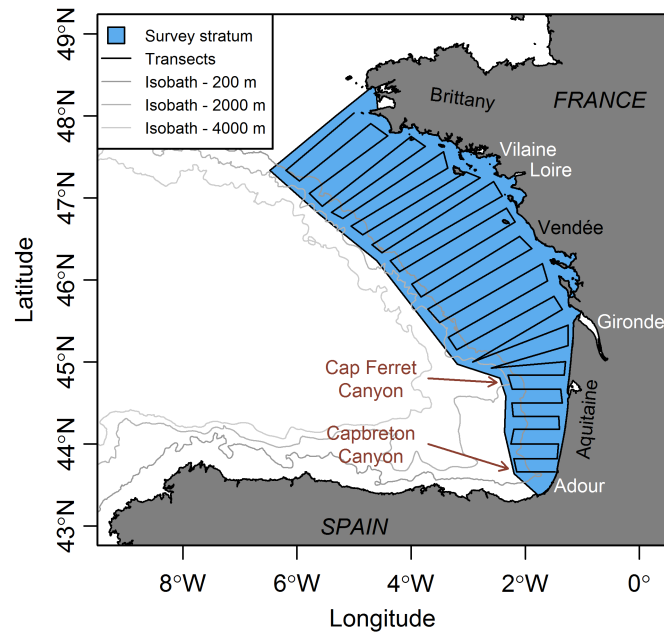 Survey stratum
Transects
Isobath - 200 m
Isobath - 2000 m
Isobath - 4000 m
Brittany
FRANCE
Vilaine
Loire
Vendée
Gironde
Cap Ferret
Canyon
Aquitaine
Capbreton
Canyon
Adour
SPAIN
49°N
48°N
47°N
46°N
45°N
44°N
43°N
Latitude
8°W
6°W
4°W
2°W
0°
Longitude